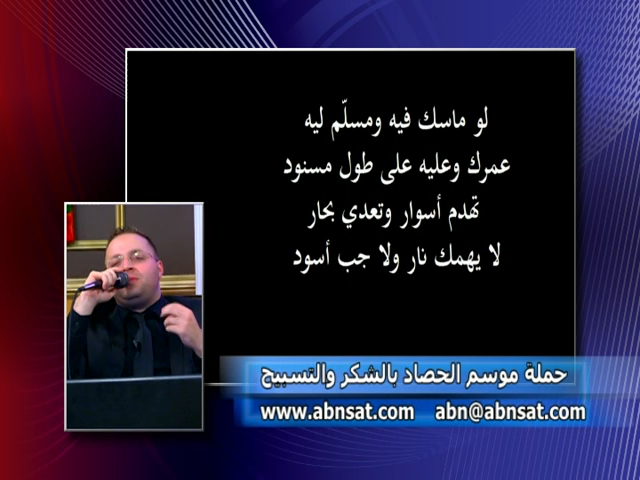 لو ماسك فيه ومسلّم ليه
عمرك وعليه على طول مسنود
تهدم أسوار وتعدي بحار
لا يهمك نار ولا جب أسود
حملة موسم الحصاد بالشكر والتسبيح
www.abnsat.com abn@abnsat.com